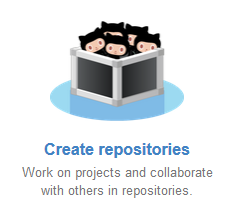 Create repositories
Work on projects and collaborate
with others in repositories.